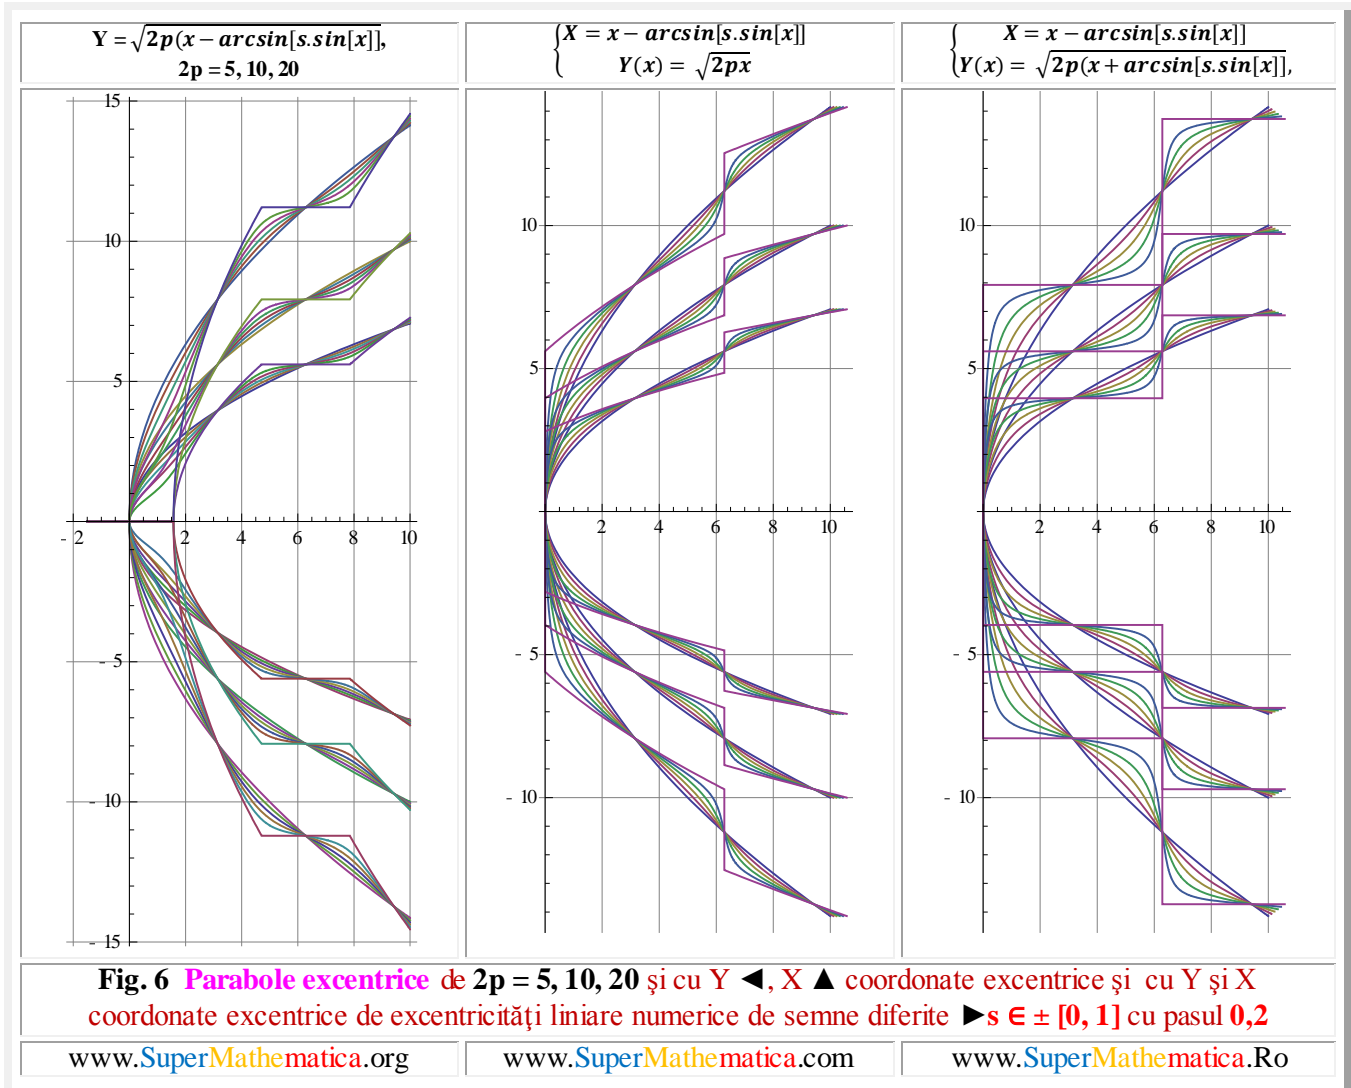 Y = √2p(x − arcsin[s.sin[x]],
2p = 5, 10, 20
{X = x − arcsin[s.sin[x]]
Y(x) = √2px
{X = x − arcsin[s.sin[x]]
Y(x) = √2p(x + arcsin[s.sin[x]],
15
10
5
- 2
2
4
6
8
10
- 5
- 10
- 15
10
5
2
4
6
8
10
- 5
- 10
10
5
2
4
6
8
10
- 5
- 10
Fig. 6 Parabole excentrice de 2p = 5, 10, 20 şi cu Y ◄, X ▲ coordonate excentrice şi cu Y şi X
coordonate excentrice de excentricităţi liniare numerice de semne diferite ►s ∈ ± [0, 1] cu pasul 0,2
www.SuperMathematica.org
www.SuperMathematica.com
www.SuperMathematica.Ro